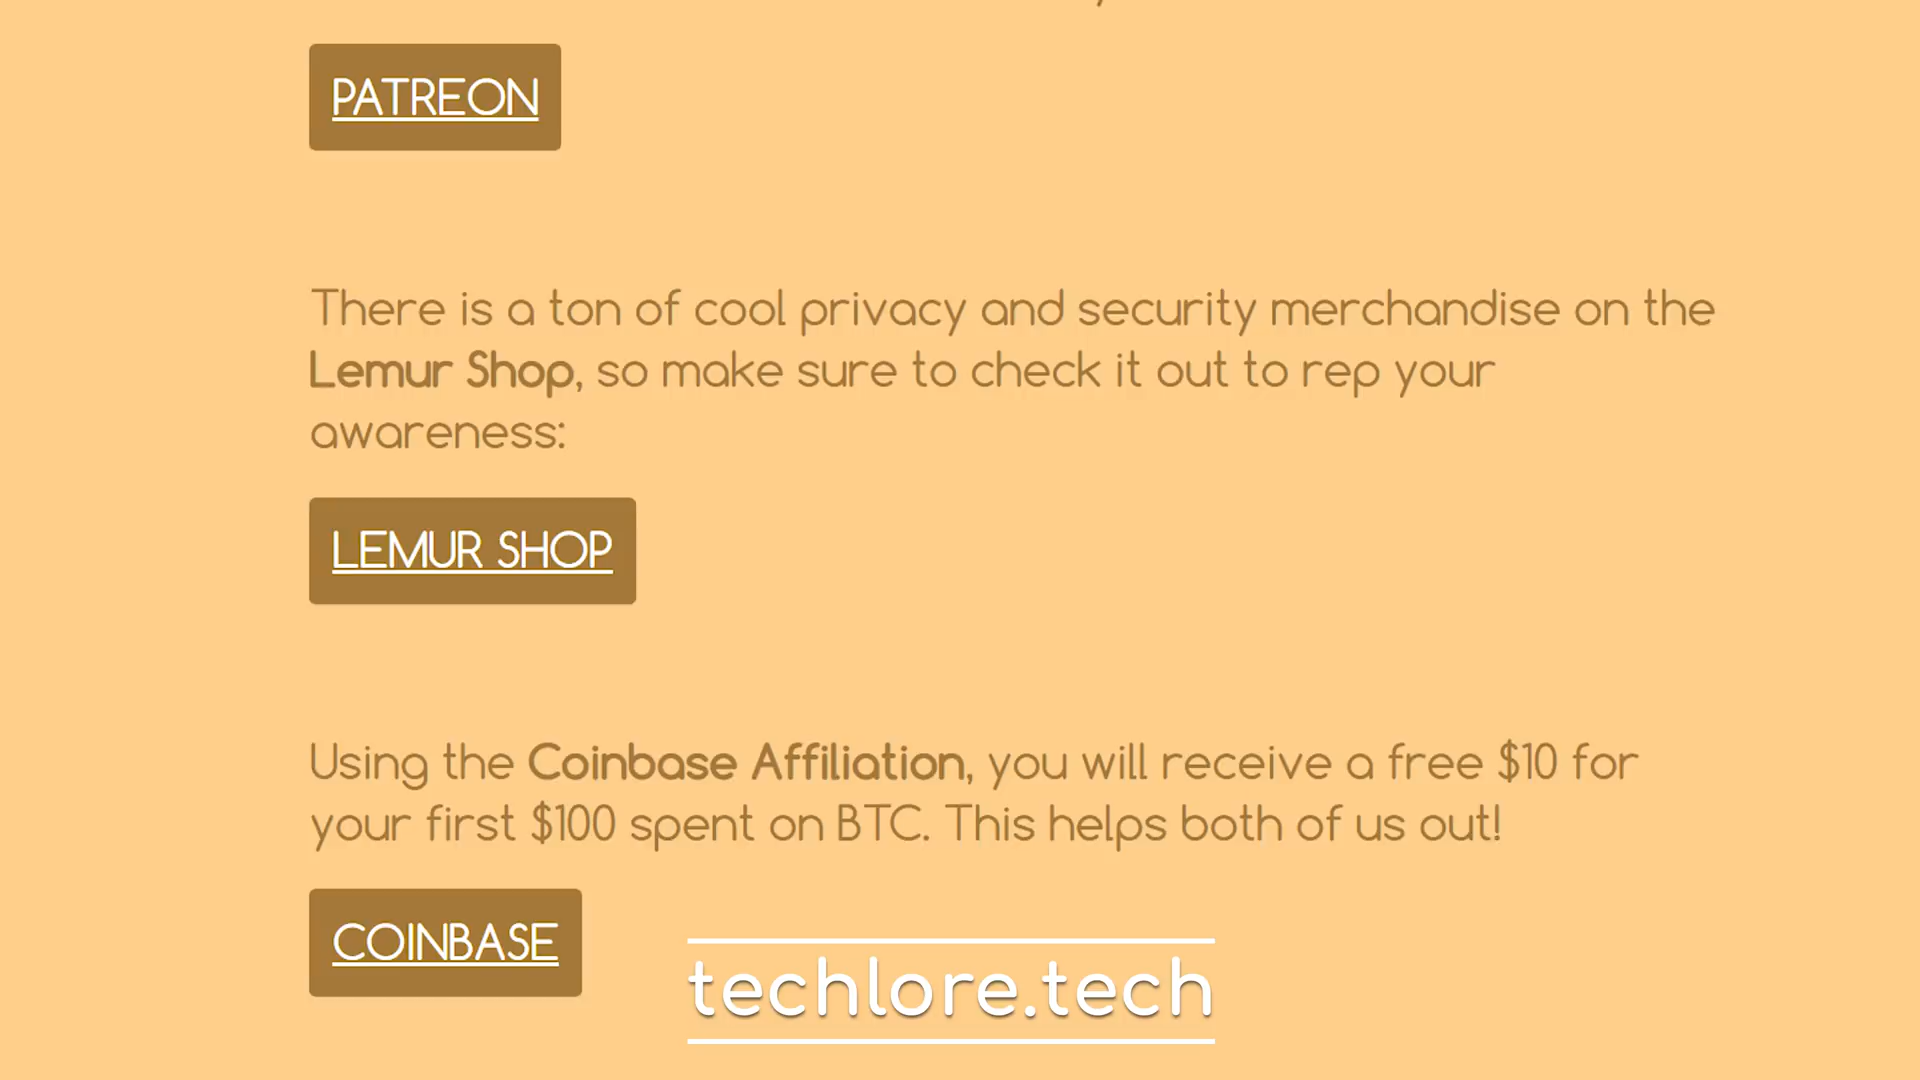 PATREON
There is a ton of cool privacy and security merchandise on the
Lemur Shop, so make sure to check it out to rep your
awareness:
LEMUR SHOP
Using the Coinbase Affiliation, you will receive a free $10 for
your first $100 spent on BTC. This helps both of us out!
COINBASE
techlore.tech